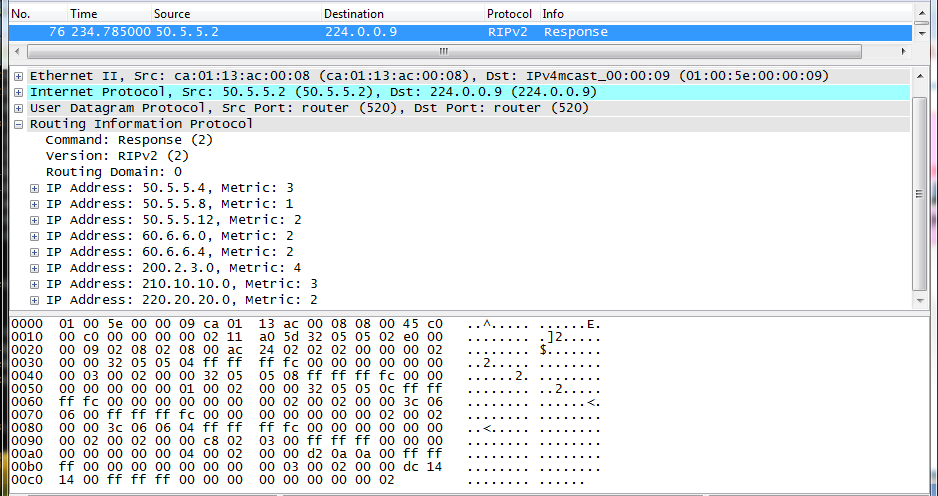 No. Time Source Destination Protocol Info
76 234.785000 50.5.5.2 224.0.0.9 RIPv2 Response
Ethernet II, Src: ca:01:13:ac:00:08 (ca:01:13:ac:00:08), Dst: IPv4mcast_00:00:09 (01:00:5e:00:00:09)
Internet Protocol, Src: 50.5.5.2 (50.5.5.2), Dst: 224.0.0.9 (224.0.0.9)
User Datagram Protocol, Src Port: router (520), Dst Port: router (520)
Routing Information Protocol
Command: Response (2)
Version: RIPv2 (2)
Routing Domain: 0
IP Address: 50.5.5.4, Metric: 3
IP Address: 50.5.5.8, Metric: 1
IP Address: 50.5.5.12, Metric: 2
IP Address: 60.6.6.0, Metric: 2
IP Address: 60.6.6.4, Metric: 2
IP Address: 200.2.3.0, Metric: 4
IP Address: 210.10.10.0, Metric: 3
IP Address: 220.20.20.0, Metric: 2
0000 01 00 5e 00 00 09 ca 01 13 ac 00 08 08 00 45 c0 ..^..... ......E.
0010 00 c0 00 00 00 00 02 11 a0 5d 32 05 05 02 e0 00 ........ .]2.....
0020 00 09 02 08 02 08 00 ac 24 02 02 02 00 00 00 02 ........ $.......
0030 00 00 32 05 05 04 ff ff ff fc 00 00 00 00 00 00 ..2..... ........
0040 00 03 00 02 00 00 32 05 05 08 ff ff ff fc 00 00 ......2. ........
0050 00 00 00 00 00 01 00 02 00 00 32 05 05 0c ff ff ........ ..2.....
0060 ff fc 00 00 00 00 00 00 00 02 00 02 00 00 3c 06 ........ ......<.
0070 06 00 ff ff ff fc 00 00 00 00 00 00 00 02 00 02 ........ ........
0080 00 00 3c 06 06 04 ff ff ff fc 00 00 00 00 00 00 ..<..... ........
0090 00 02 00 02 00 00 c8 02 03 00 ff ff ff 00 00 00 ........ ........
00a0 00 00 00 00 00 04 00 02 00 00 d2 0a 0a 00 ff ff ........ ........
00b0 ff 00 00 00 00 00 00 00 00 03 00 02 00 00 dc 14 ........ ........
00c0 14 00 ff ff ff 00 00 00 00 00 00 00 00 02 ........ ......